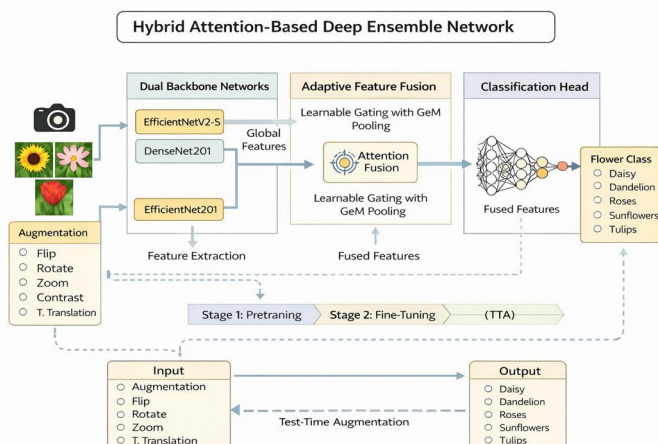 Hybrid Attention-Based Deep Ensemble Network
Dual Backbone Networks
EfficientNetV2-S
DenseNet201
EfficientNet201
Global
Features
Feature Extraction
Adaptive Feature Fusion
Learnable Gating with GeM
Pooling
Attention
Fusion
Learnable Gating with
GeM Pooling
Fused Features
Classification Head
Fused Features
Flower Class
Daisy
Dandelion
Roses
Sunflowers
Tulips
Augmentation
Flip
Rotate
Zoom
Contrast
T. Translation
Stage 1: Pretraning
Stage 2: Fine-Tuning
(TTA)
Input
Augmentation
Flip
Rotate
Zoom
T. Translation
Test-Time Augmentation
Output
Daisy
Dandelion
Roses
Sunflowers
Tulips